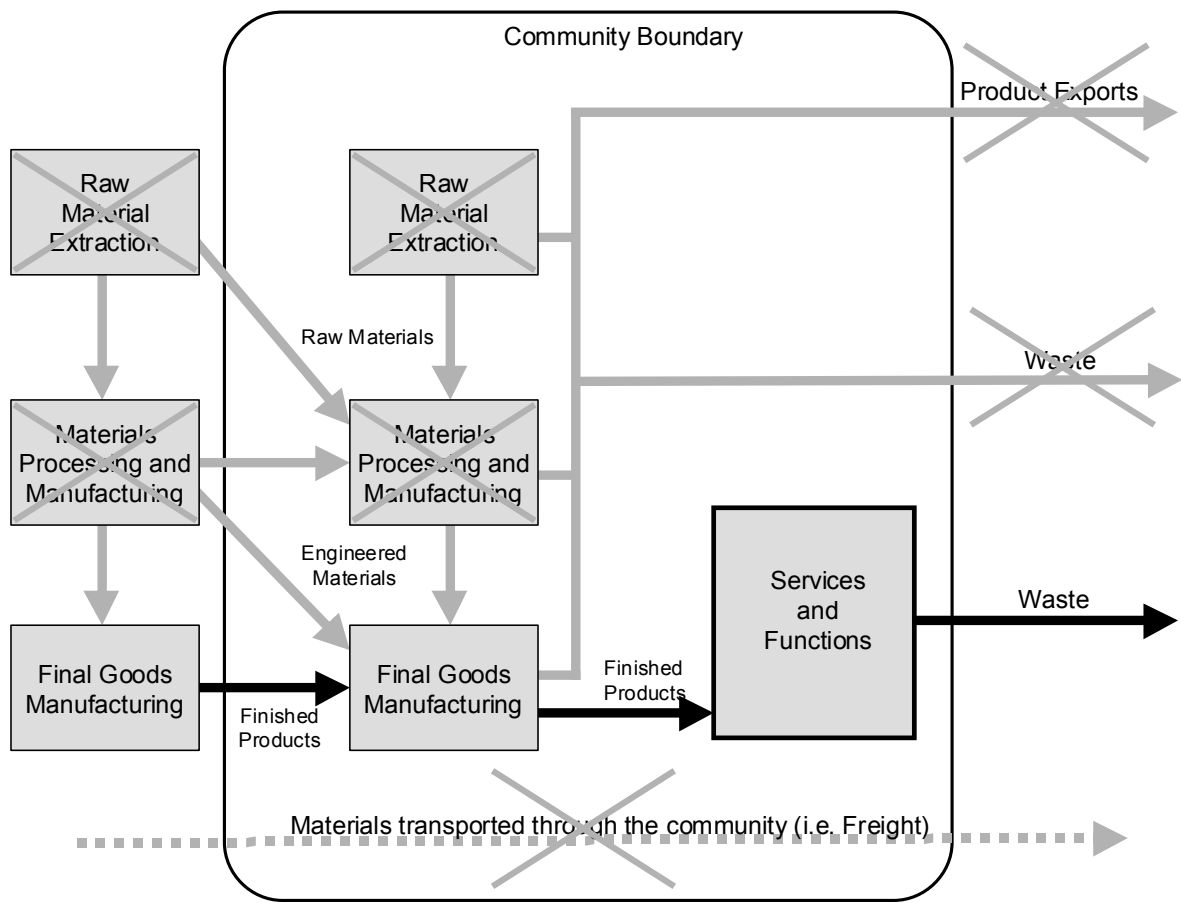 Community Boundary
Product Exports
Raw
Material
Extraction
Raw
Material
Extraction
Raw Materials
Waste
Materials
Processing and
Manufacturing
Materials
Processing and
Manufacturing
Engineered
Materials
Services
and
Functions
Waste
Final Goods
Manufacturing
Finished
Products
Final Goods
Manufacturing
Finished
Products
Materials transported through the community (i.e. Freight)